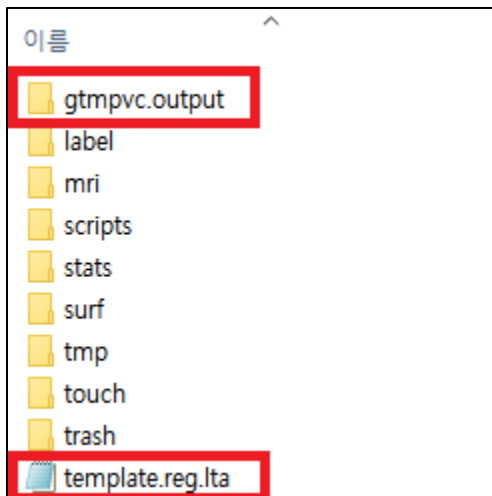 이름
gtmpvc.output
label
mri
scripts
stats
surf
tmp
touch
trash
template.reg.lta